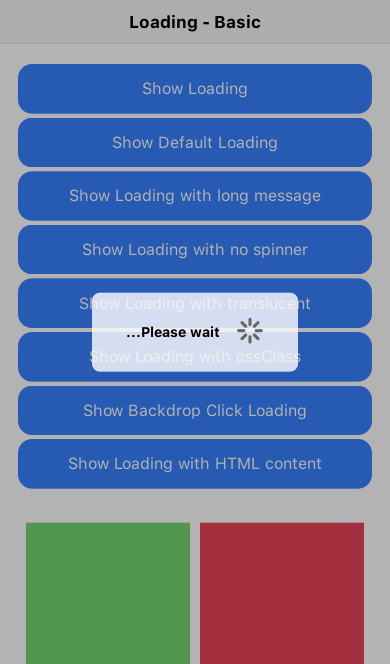 Loading - Basic
Show Loading
Show Default Loading
Show Loading with long message
Show Loading with no spinner
Show Loading with translucent
...Please wait
Show Loading with cssClass
Show Backdrop Click Loading
Show Loading with HTML content